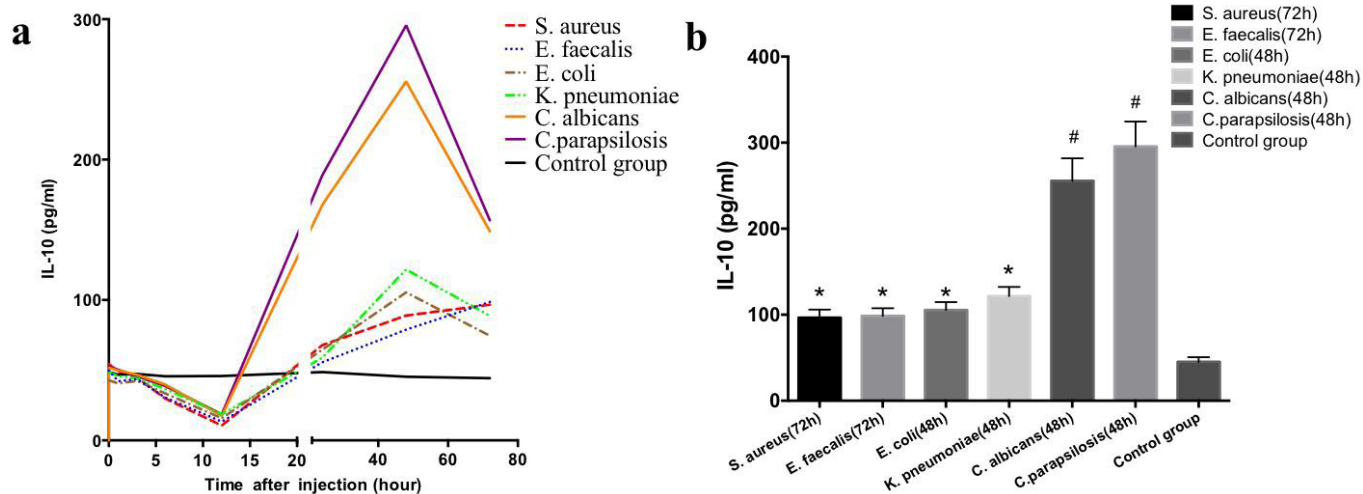 a
300
200
100
0
IL-10 (pg/ml)
0 5 10 15 20 40 60 80
Time after injection (hour)
S. aureus
E. faecalis
E. coli
K. pneumoniae
C. albicans
C.parapsilosis
Control group
b
400
300
200
100
0
IL-10 (pg/ml)
* * * * # #
S. aureus(72h)
E. faecalis(72h)
E. coli(48h)
K. pneumoniae(48h)
C. albicans(48h)
C.parapsilosis(48h)
Control group
S. aureus(72h)
E. faecalis(72h)
E. coli(48h)
K. pneumoniae(48h)
C. albicans(48h)
C.parapsilosis(48h)
Control group